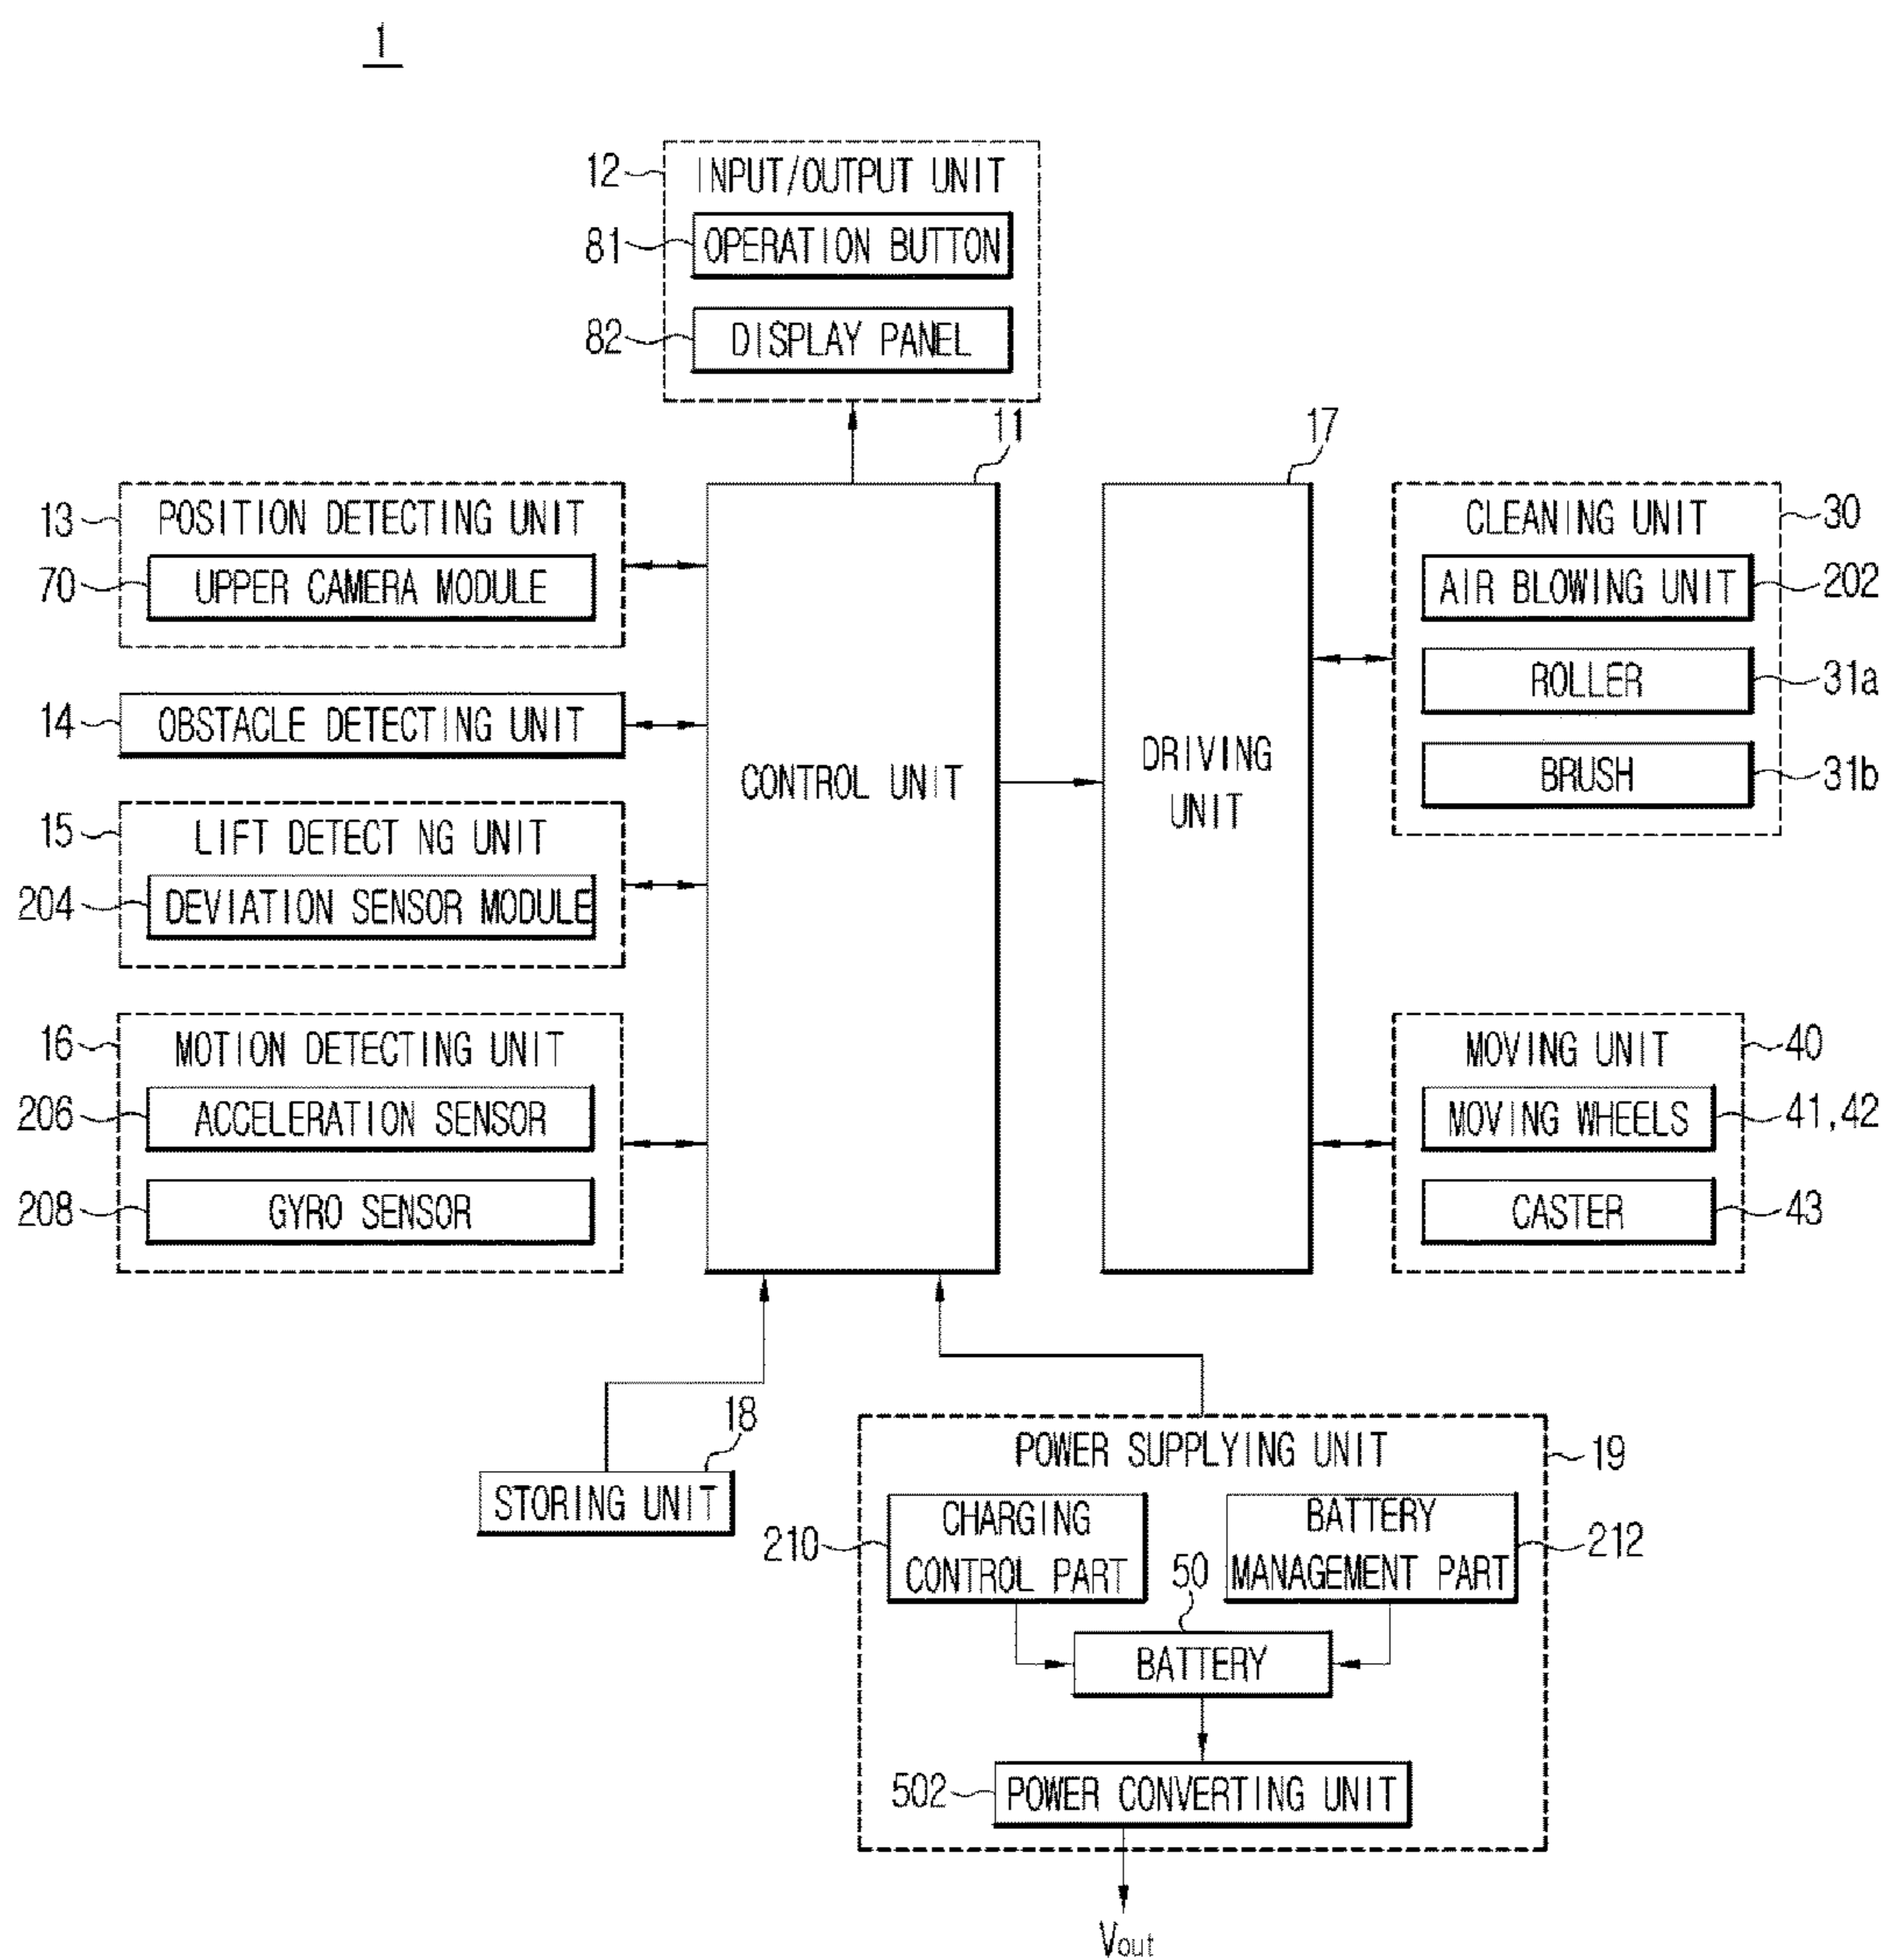 1
12
INPUT/OUTPUT UNIT
81
OPERATION BUTTON
82
DISPLAY PANEL
11
17
13
POSITION DETECTING UNIT
70
UPPER CAMERA MODULE
14
OBSTACLE DETECTING UNIT
15
LIFT DETECT NG UNIT
204
DEVIATION SENSOR MODULE
16
MOTION DETECTING UNIT
206
ACCELERATION SENSOR
208
GYRO SENSOR
CONTROL UNIT
DRIVING
UNIT
CLEANING UNIT
30
AIR BLOWING UNIT
202
ROLLER
31a
BRUSH
31b
MOVING UNIT
40
MOVING WHEELS
41,42
CASTER
43
18
STORING UNIT
POWER SUPPLYING UNIT
19
210
CHARGING
CONTROL PART
BATTERY
MANAGEMENT PART
212
50
BATTERY
502
POWER CONVERTING UNIT
Vout